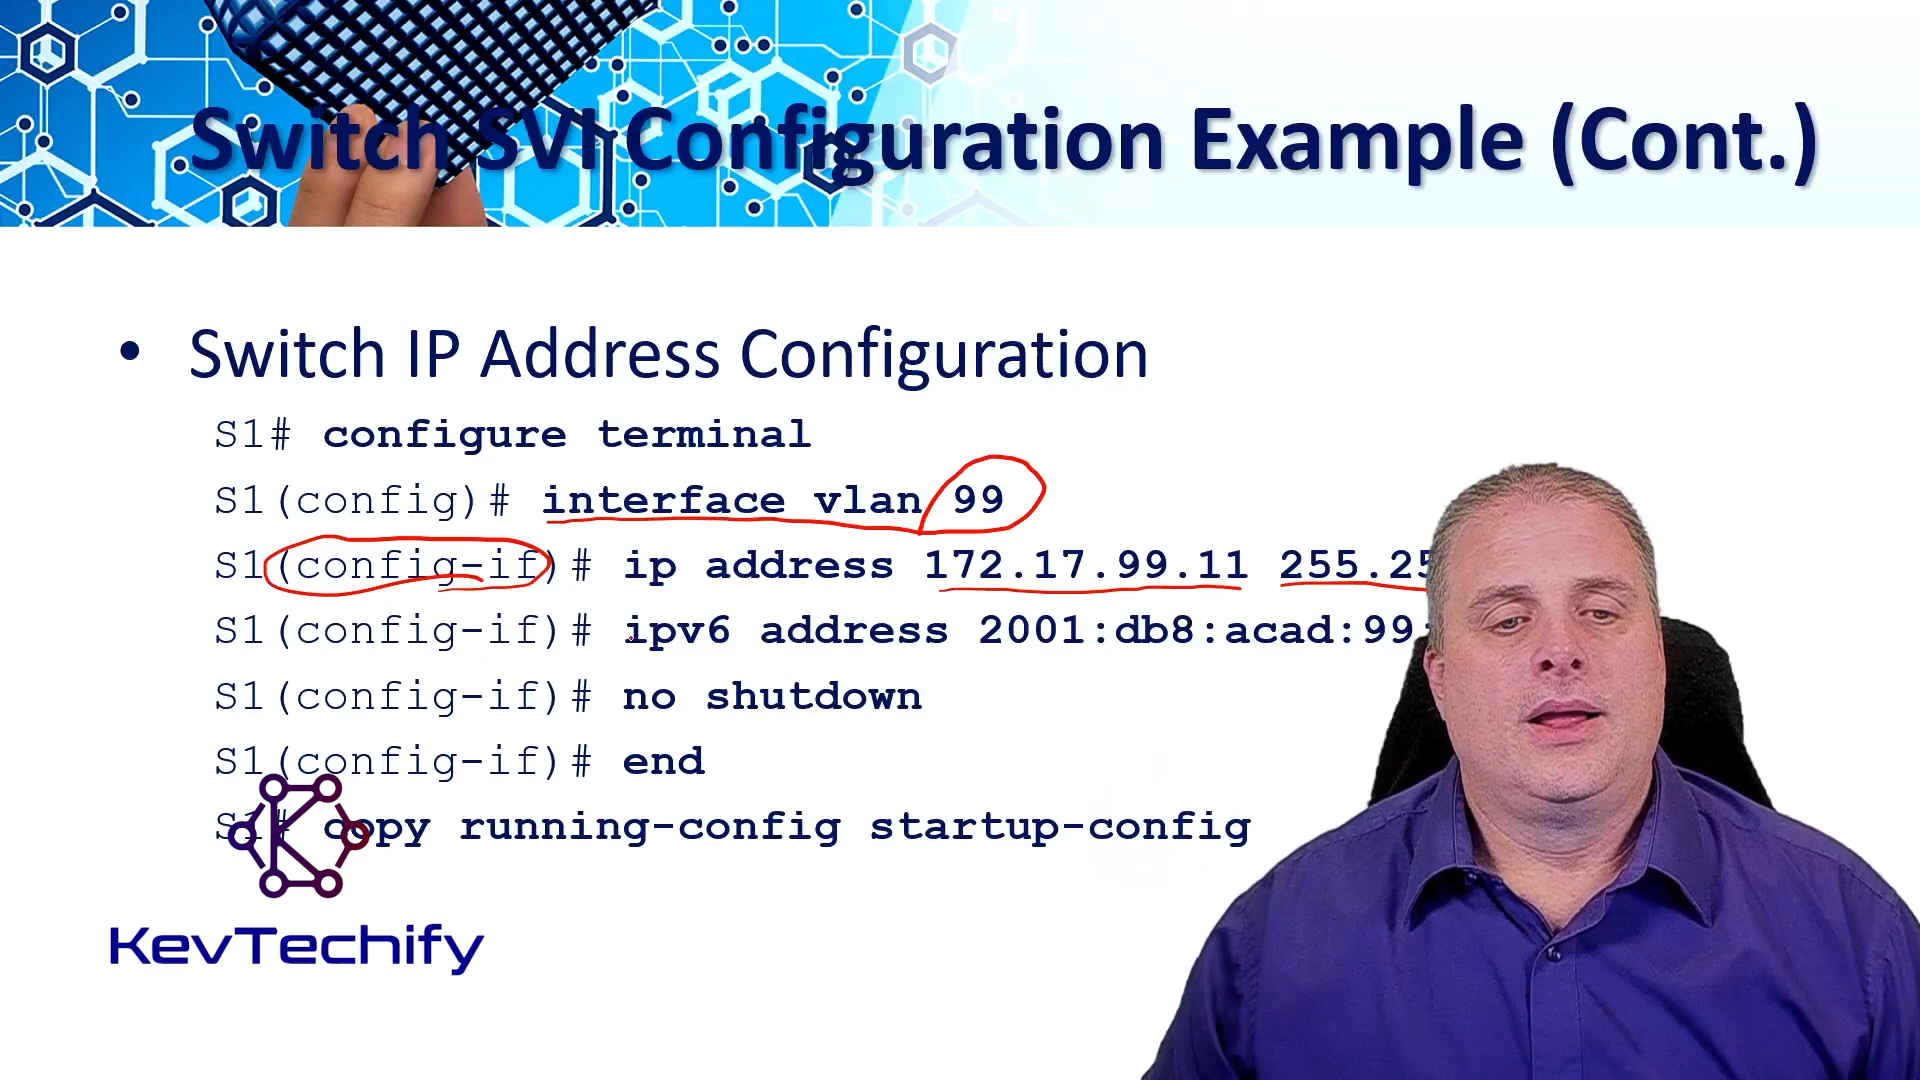 Switch SVI Configuration Example (Cont.)
• Switch IP Address Configuration
S1# configure terminal
S1(config)# interface vlan 99
S1(config-if)# ip address 172.17.99.11 255.25
S1(config-if)# ipv6 address 2001:db8:acad:99:
S1(config-if)# no shutdown
S1(config-if)# end
S1# copy running-config startup-config
KevTechify